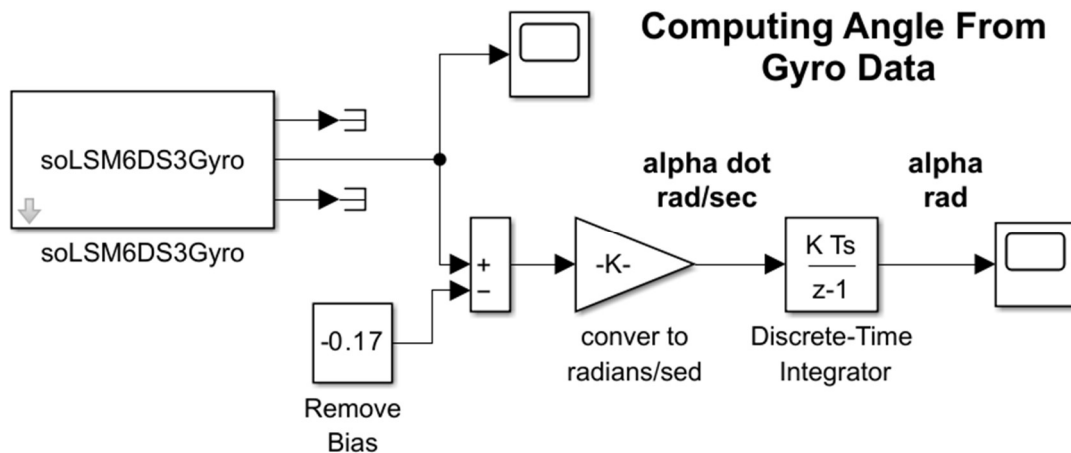 Computing Angle From
Gyro Data
soLSM6DS3Gyro
soLSM6DS3Gyro
alpha dot
rad/sec
alpha
rad
+
−
-K-
K Ts
z-1
-0.17
conver to
radians/sed
Discrete-Time
Integrator
Remove
Bias